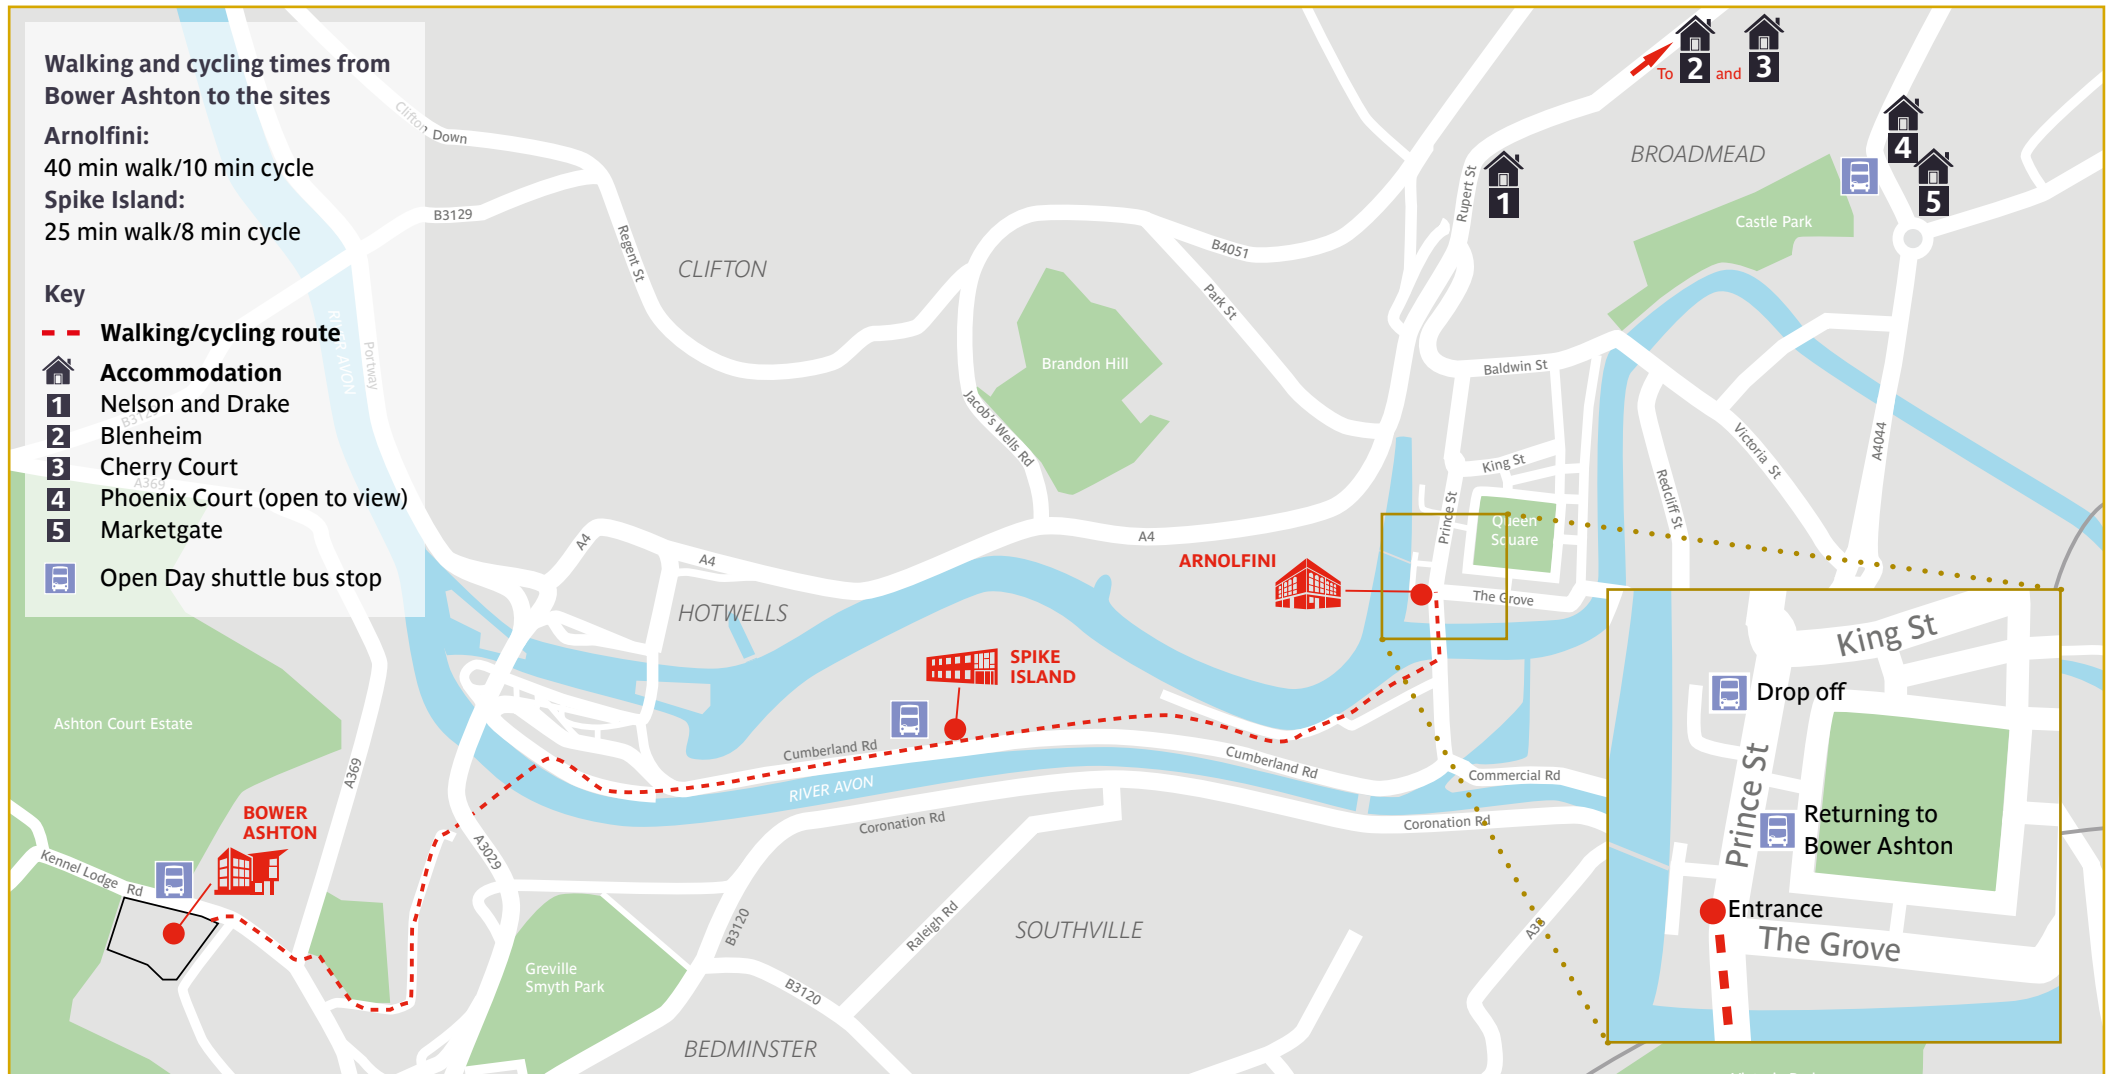 Walking and cycling times from
Bower Ashton to the sites
Arnolfini:
40 min walk/10 min cycle
Spike Island:
25 min walk/8 min cycle
Key
Walking/cycling route
Accommodation
1 Nelson and Drake
2 Blenheim
3 Cherry Court
4 Phoenix Court (open to view)
5 Marketgate
Open Day shuttle bus stop
Clifton Down
B3129
RIVER AVON
Portway
A369
Regent St
CLIFTON
B4051
Park St
Brandon Hill
Jacob's Wells Rd
To 2 and 3
BROADMEAD
Rupert St
1
4
5
Castle Park
Baldwin St
King St
Prince St
Queen
Square
The Grove
Redcliff St
Victoria St
A4044
A4
A4
A4
HOTWELLS
ARNOLFINI
SPIKE
ISLAND
Cumberland Rd
RIVER AVON
Cumberland Rd
Commercial Rd
Coronation Rd
Coronation Rd
Ashton Court Estate
A369
BOWER
ASHTON
Kennel Lodge Rd
A3029
Greville
Smyth Park
B3120
B3120
Raleigh Rd
SOUTHVILLE
BEDMINSTER
A38
King St
Drop off
Prince St
Returning to
Bower Ashton
Entrance
The Grove